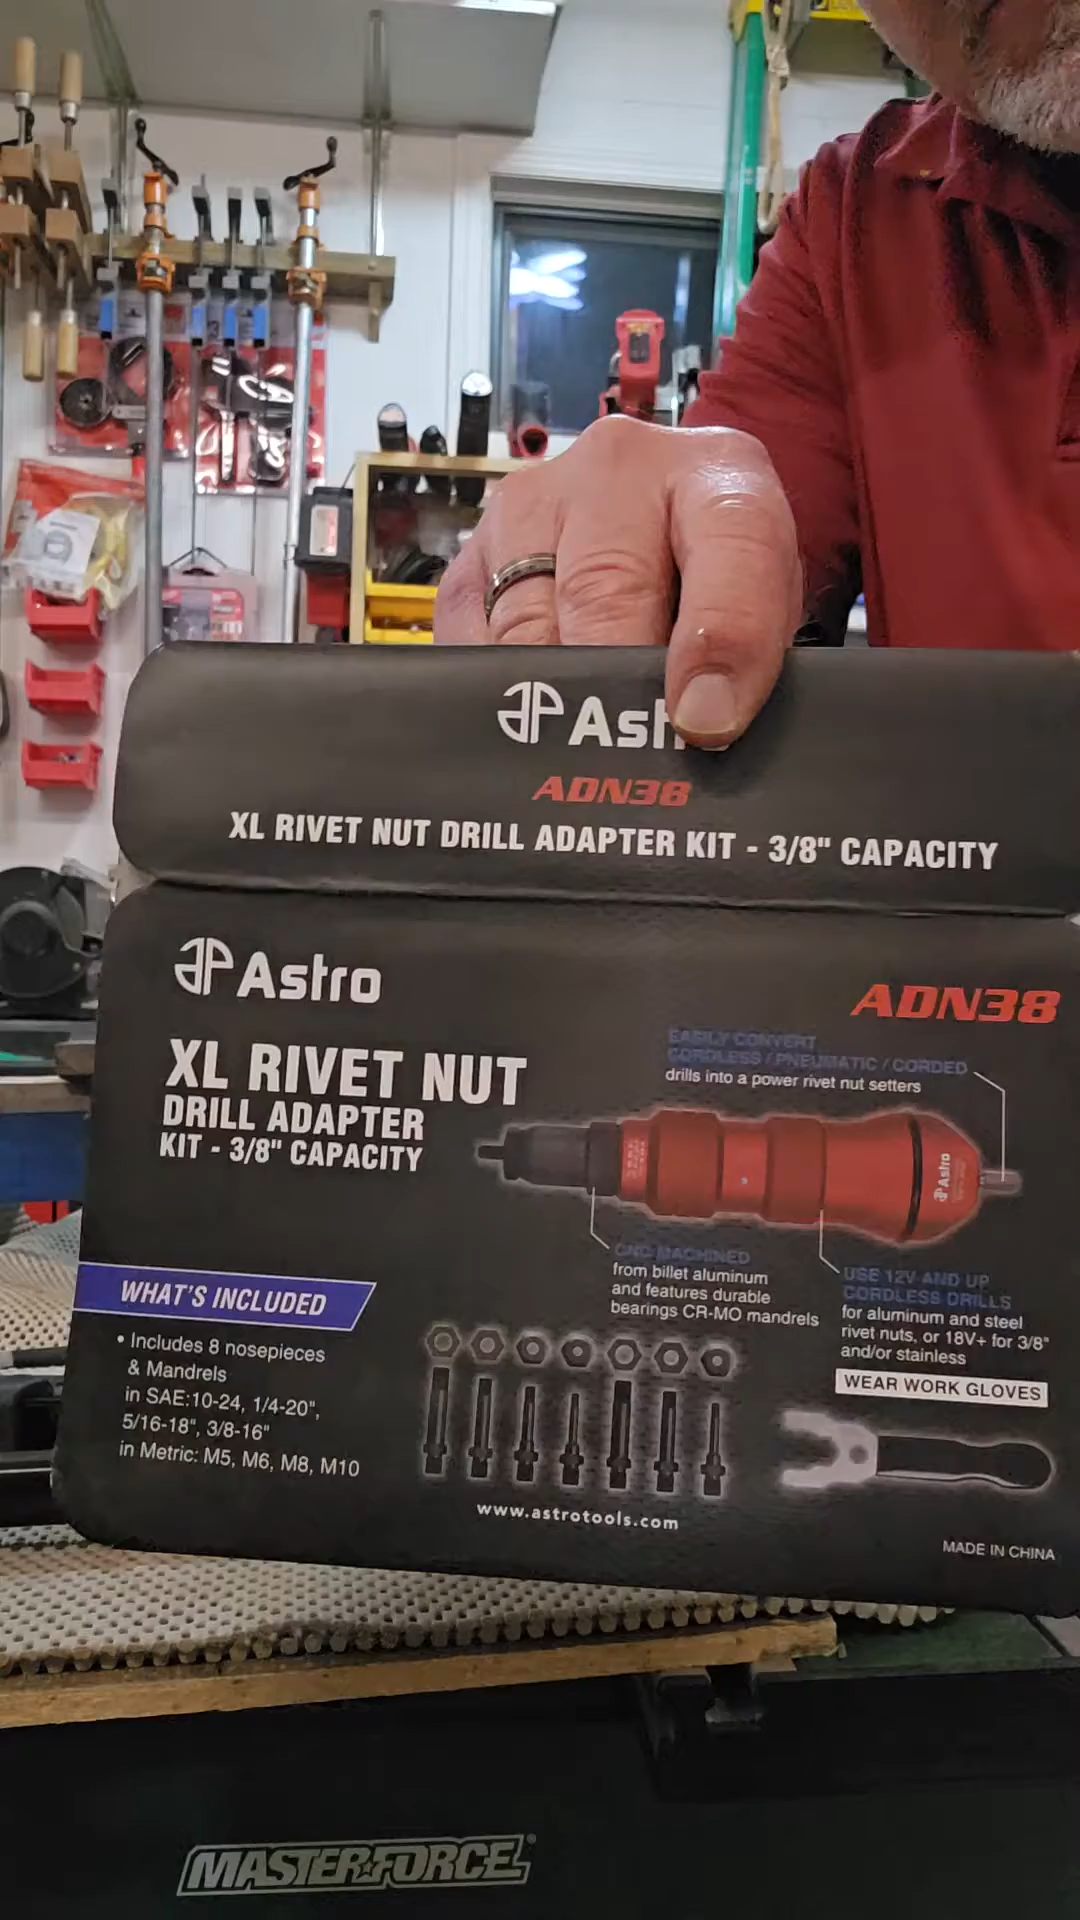 Ast
ADN38
XL RIVET NUT DRILL ADAPTER KIT - 3/8" CAPACITY
Astro
ADN38
XL RIVET NUT
DRILL ADAPTER
KIT - 3/8" CAPACITY
EASILY CONVERT
CORDLESS / PNEUMATIC / CORDED
drills into a power rivet nut setters
Astro
CNC MACHINED
from billet aluminum
and features durable
bearings CR-MO mandrels
USE 12V AND UP
CORDLESS DRILLS
for aluminum and steel
rivet nuts, or 18V+ for 3/8"
and/or stainless
WEAR WORK GLOVES
WHAT'S INCLUDED
• Includes 8 nosepieces
& Mandrels
in SAE:10-24, 1/4-20",
5/16-18", 3/8-16"
in Metric: M5, M6, M8, M10
www.astrotools.com
MADE IN CHINA
MASTERFORCE®